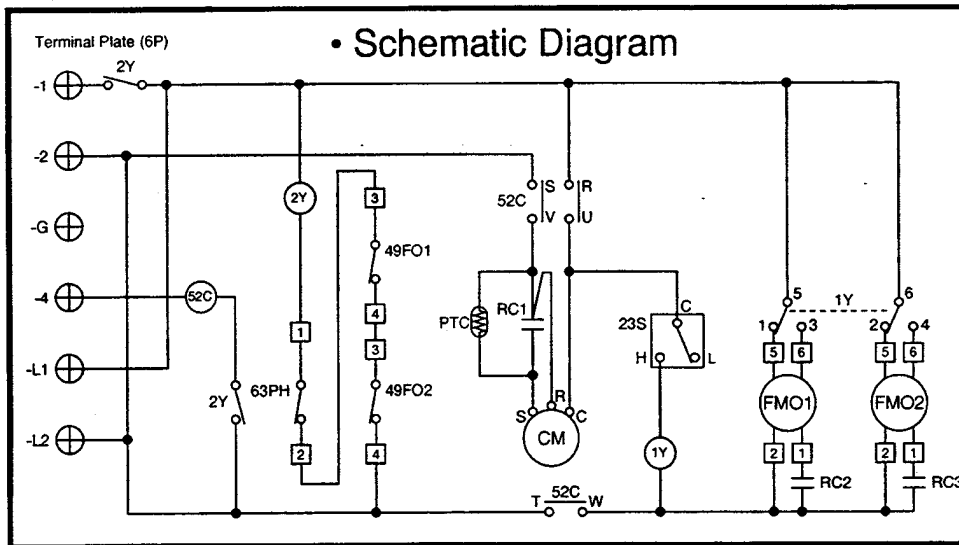 Terminal Plate (6P)
• Schematic Diagram
-1
2Y
-2
-G
-4
-L1
-L2
52C
2Y
2Y
1
63PH
2
3
49FO1
4
3
49FO2
4
52C
S
R
V
U
PTC
RC1
S
R
C
CM
23S
C
H
L
1Y
T
52C
W
5
1Y
6
1
3
2
4
5
6
5
6
FMO1
FMO2
2
1
2
1
RC2
RC3